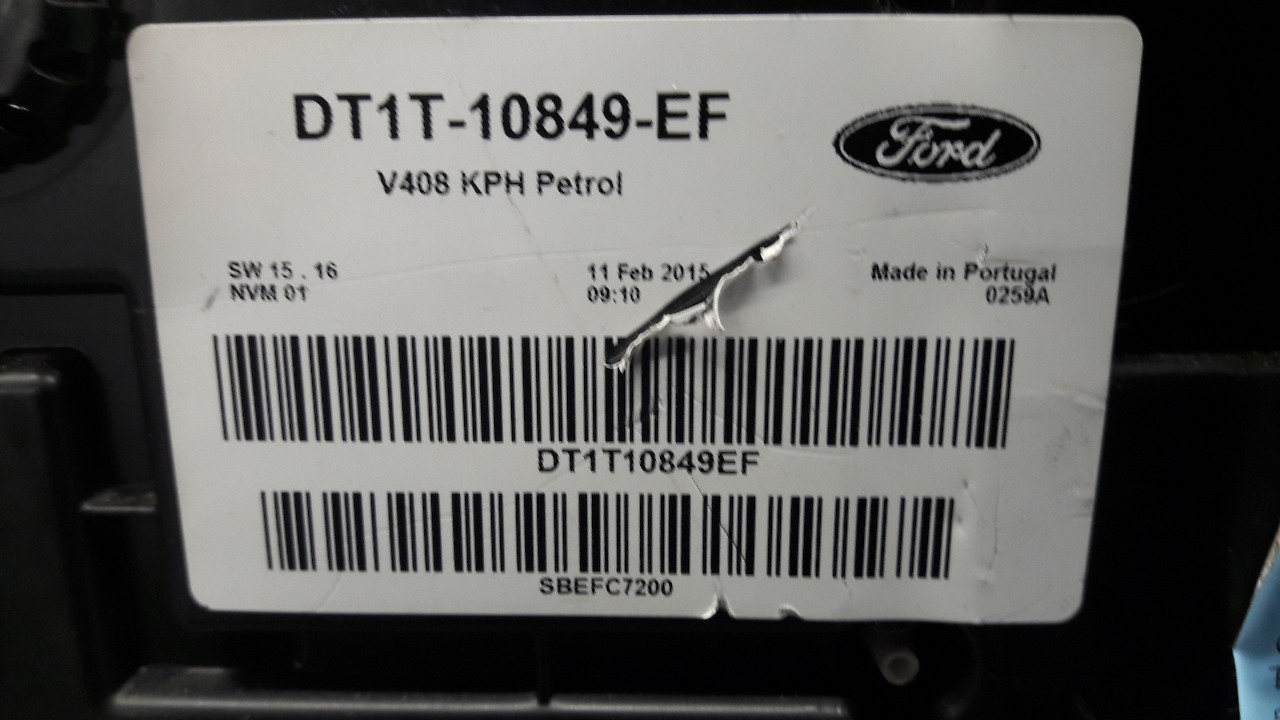 DT1T-10849-EF
Ford
V408 KPH Petrol
SW 15 . 16
NVM 01
11 Feb 2015
09:10
Made in Portugal
0259A
DT1T10849EF
SBEFC7200